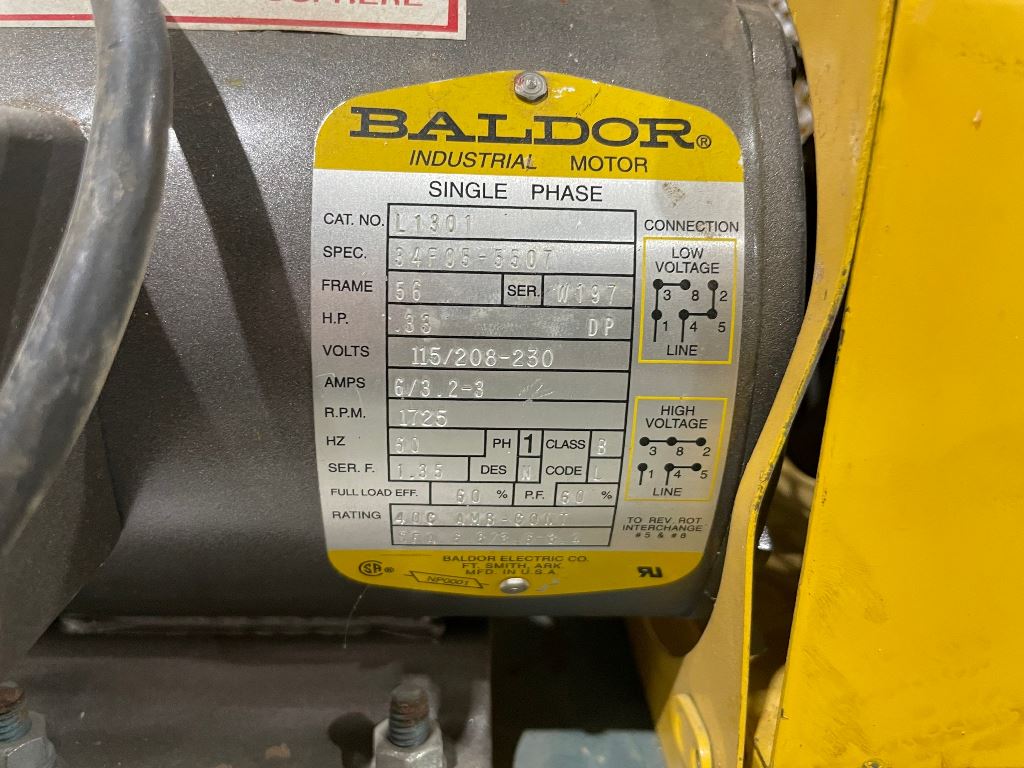 BALDOR®
INDUSTRIAL MOTOR
SINGLE PHASE
CAT. NO. L1301
SPEC. 34F85-5507
FRAME 56 SER. W197
H.P. .33 DP
VOLTS 115/208-230
AMPS 6/3.2-3
R.P.M. 1725
HZ 60 PH 1 CLASS B
SER. F. 1.35 DES N CODE L
FULL LOAD EFF. 60 % P.F. 60 %
RATING 40C AMB-CONT
CONNECTION
LOW
VOLTAGE
3 8 2
1 4 5
LINE
HIGH
VOLTAGE
3 8 2
1 4 5
LINE
TO REV. ROT
INTERCHANGE
#5 & #8
BALDOR ELECTRIC CO.
FT. SMITH, ARK.
MFD. IN U.S.A.
NP0001